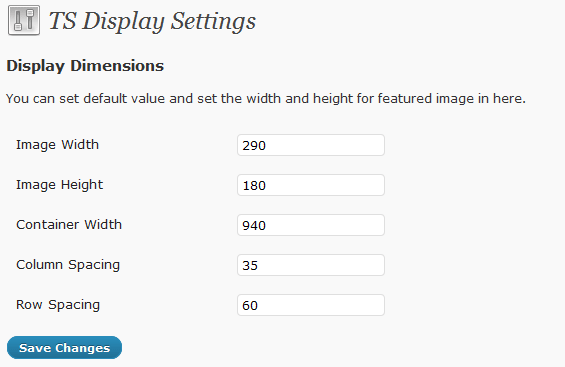 TS Display Settings
Display Dimensions
You can set default value and set the width and height for featured image in here.
Image Width 290
Image Height 180
Container Width 940
Column Spacing 35
Row Spacing 60
Save Changes